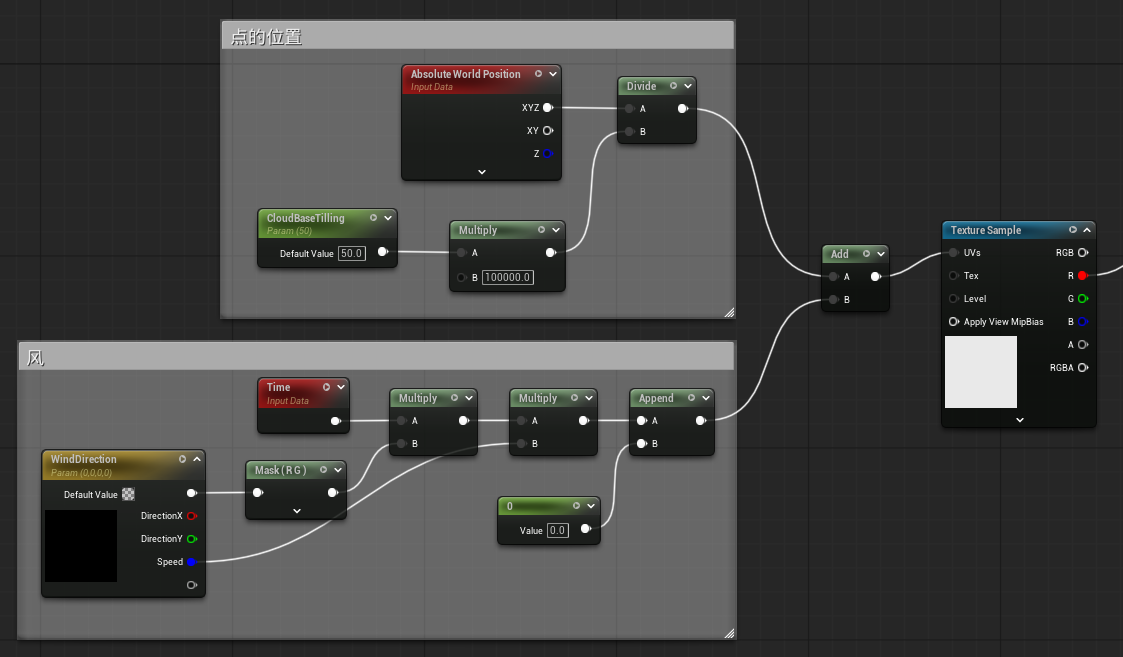 点的位置
Absolute World Position
Input Data
XYZ
XY
Z
Divide
A
B
CloudBaseTilling
Param (50)
Default Value 50.0
Multiply
A
B 100000.0
Add
A
B
Texture Sample
UVs RGB
Tex R
Level G
Apply View MipBias B
A
RGBA
风
Time
Input Data
Multiply
A
B
Multiply
A
B
Append
A
B
WindDirection
Param (0,0,0,0)
Default Value
DirectionX
DirectionY
Speed
Mask ( R G )
0
Value 0.0